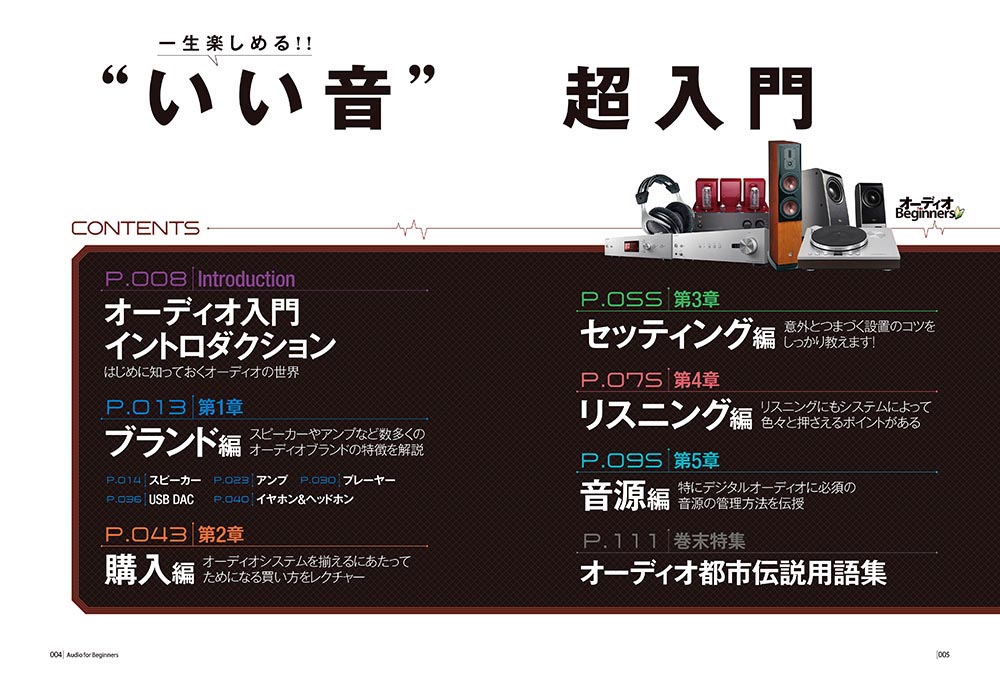 一生楽しめる!!
“いい音” 超入門
オーディオ
Beginners
CONTENTS
P.008 Introduction
オーディオ入門
イントロダクション
はじめに知っておくオーディオの世界
P.013 第1章
ブランド編
スピーカーやアンプなど数多くの
オーディオブランドの特徴を解説
P.014 スピーカー P.023 アンプ P.030 プレーヤー
P.036 USB DAC P.040 イヤホン&ヘッドホン
P.043 第2章
購入編
オーディオシステムを揃えるにあたって
ためになる買い方をレクチャー
P.055 第3章
セッティング編
意外とつまづく設置のコツを
しっかり教えます!
P.075 第4章
リスニング編
リスニングにもシステムによって
色々と押さえるポイントがある
P.095 第5章
音源編
特にデジタルオーディオに必須の
音源の管理方法を伝授
P.111 巻末特集
オーディオ都市伝説用語集
004 Audio for Beginners
005